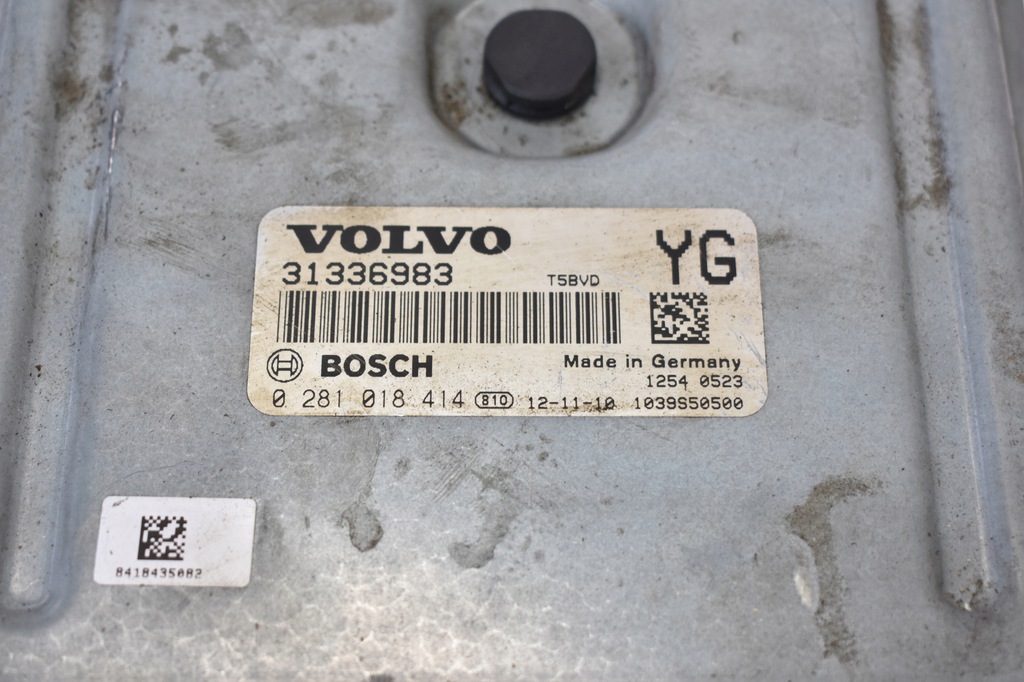 VOLVO
YG
31336983
T5BVD
BOSCH
Made in Germany
1254 0523
0 281 018 414 810 12-11-10 1039S50500
8418435082